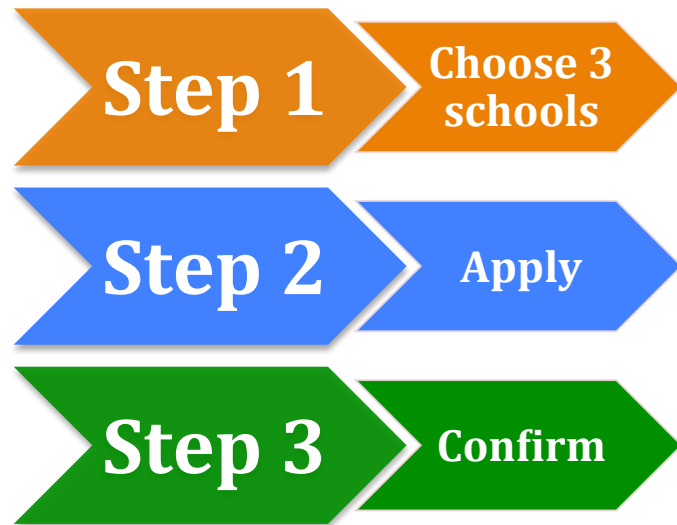 Step 1
Choose 3
schools
Step 2
Apply
Step 3
Confirm